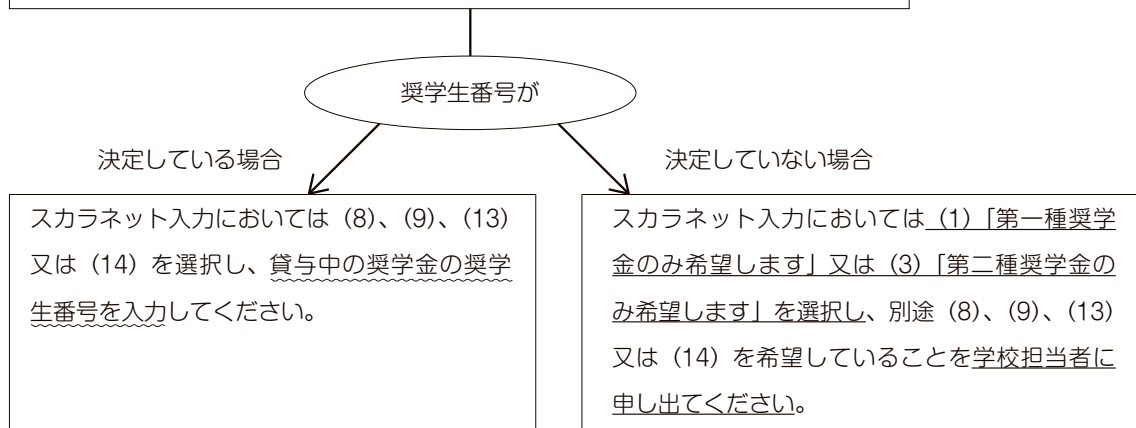 奨学生番号が
決定している場合
決定していない場合
スカラネット入力においては（8）、（9）、（13）
又は（14）を選択し、貸与中の奨学金の奨学
生番号を入力してください。
スカラネット入力においては（1）「第一種奨学
金のみ希望します」又は（3）「第二種奨学金の
み希望します」を選択し、別途（8）、（9）、（13）
又は（14）を希望していることを学校担当者に
申し出てください。